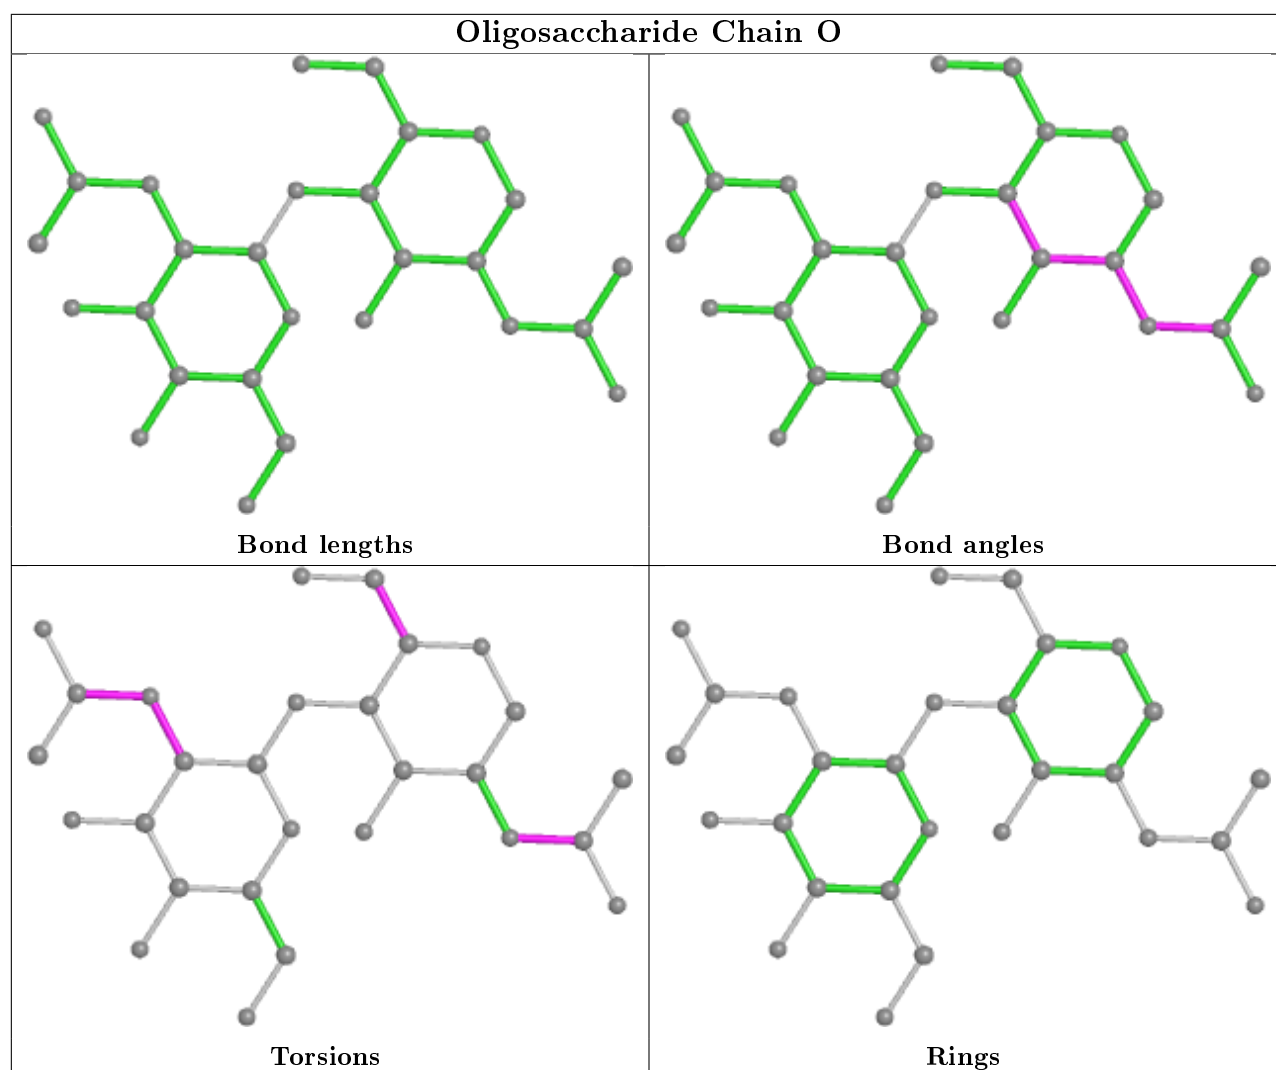 Oligosaccharide Chain O
Bond lengths
Bond angles
Torsions
Rings